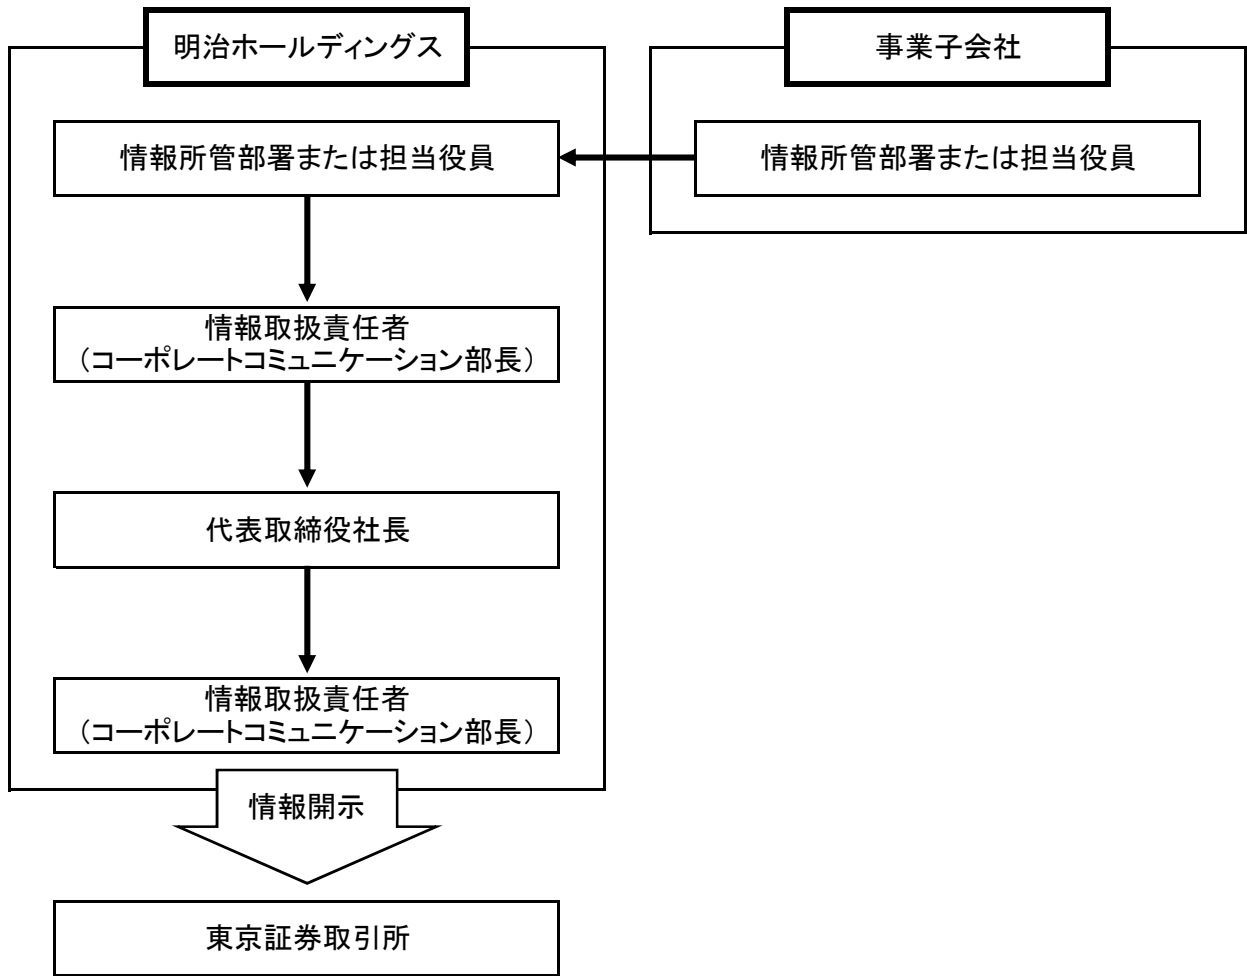 明治ホールディングス
事業子会社
情報所管部署または担当役員
情報所管部署または担当役員
情報取扱責任者
（コーポレートコミュニケーション部長）
代表取締役社長
情報取扱責任者
（コーポレートコミュニケーション部長）
情報開示
東京証券取引所